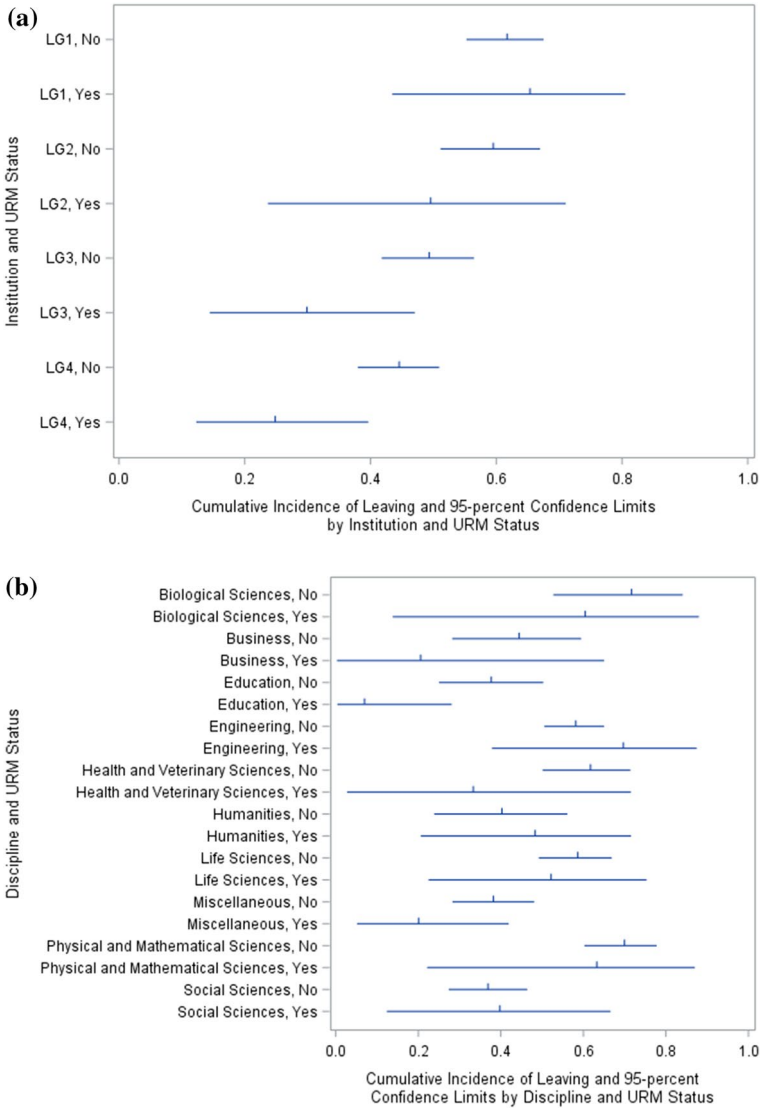 (a)
Institution and URM Status
LG1, No
LG1, Yes
LG2, No
LG2, Yes
LG3, No
LG3, Yes
LG4, No
LG4, Yes
0.0 0.2 0.4 0.6 0.8 1.0
Cumulative Incidence of Leaving and 95-percent Confidence Limits
by Institution and URM Status
(b)
Discipline and URM Status
Biological Sciences, No
Biological Sciences, Yes
Business, No
Business, Yes
Education, No
Education, Yes
Engineering, No
Engineering, Yes
Health and Veterinary Sciences, No
Health and Veterinary Sciences, Yes
Humanities, No
Humanities, Yes
Life Sciences, No
Life Sciences, Yes
Miscellaneous, No
Miscellaneous, Yes
Physical and Mathematical Sciences, No
Physical and Mathematical Sciences, Yes
Social Sciences, No
Social Sciences, Yes
0.0 0.2 0.4 0.6 0.8 1.0
Cumulative Incidence of Leaving and 95-percent
Confidence Limits by Discipline and URM Status